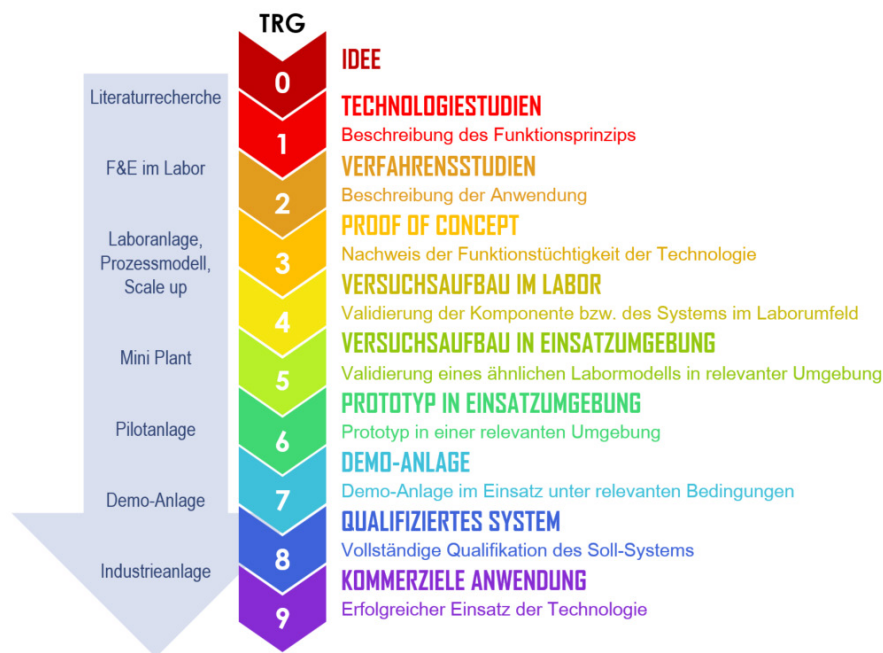 TRG
0
IDEE
Literaturrecherche
1
TECHNOLOGIESTUDIEN
Beschreibung des Funktionsprinzips
F&E im Labor
2
VERFAHRENSSTUDIEN
Beschreibung der Anwendung
Laboranlage,
Prozessmodell,
Scale up
3
PROOF OF CONCEPT
Nachweis der Funktionstüchtigkeit der Technologie
4
VERSUCHSAUFBAU IM LABOR
Validierung der Komponente bzw. des Systems im Laborumfeld
Mini Plant
5
VERSUCHSAUFBAU IN EINSATZUMGEBUNG
Validierung eines ähnlichen Labormodells in relevanter Umgebung
Pilotanlage
6
PROTOTYP IN EINSATZUMGEBUNG
Prototyp in einer relevanten Umgebung
Demo-Anlage
7
DEMO-ANLAGE
Demo-Anlage im Einsatz unter relevanten Bedingungen
Industrieanlage
8
QUALIFIZIERTES SYSTEM
Vollständige Qualifikation des Soll-Systems
9
KOMMERZIELE ANWENDUNG
Erfolgreicher Einsatz der Technologie